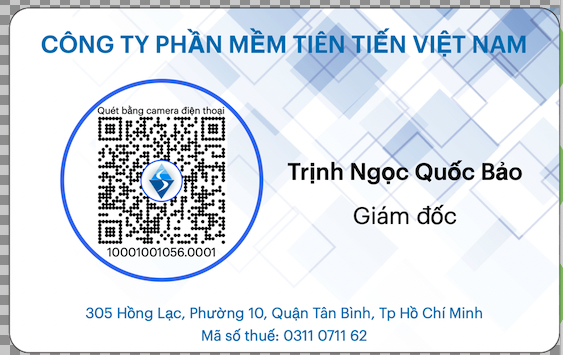 CÔNG TY PHẦN MỀM TIÊN TIẾN VIỆT NAM
Quét bằng camera điện thoại
10001001056.0001
Trịnh Ngọc Quốc Bảo
Giám đốc
305 Hồng Lạc, Phường 10, Quận Tân Bình, Tp Hồ Chí Minh
Mã số thuế: 0311 0711 62